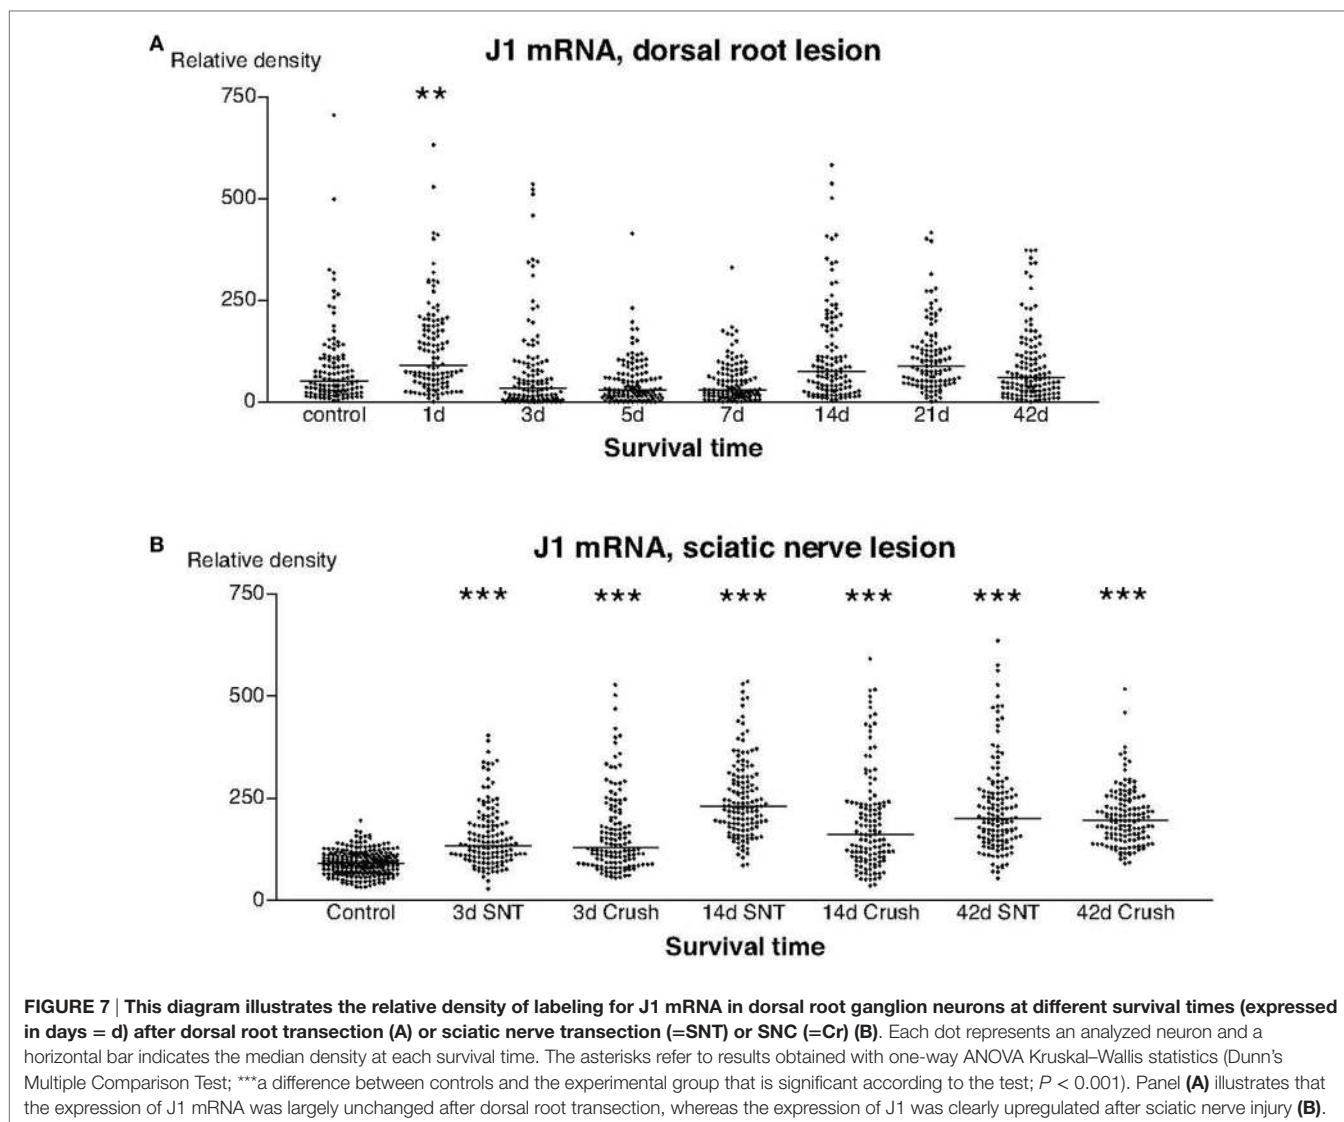 A
Relative density
J1 mRNA, dorsal root lesion
750
**
500
250
0
control 1d 3d 5d 7d 14d 21d 42d
Survival time
B
Relative density
J1 mRNA, sciatic nerve lesion
750
*** *** *** *** *** ***
500
250
0
Control 3d SNT 3d Crush 14d SNT 14d Crush 42d SNT 42d Crush
Survival time
FIGURE 7 | This diagram illustrates the relative density of labeling for J1 mRNA in dorsal root ganglion neurons at different survival times (expressed
in days = d) after dorsal root transection (A) or sciatic nerve transection (=SNT) or SNC (=Cr) (B). Each dot represents an analyzed neuron and a
horizontal bar indicates the median density at each survival time. The asterisks refer to results obtained with one-way ANOVA Kruskal–Wallis statistics (Dunn's
Multiple Comparison Test; ***a difference between controls and the experimental group that is significant according to the test; P < 0.001). Panel (A) illustrates that
the expression of J1 mRNA was largely unchanged after dorsal root transection, whereas the expression of J1 was clearly upregulated after sciatic nerve injury (B).